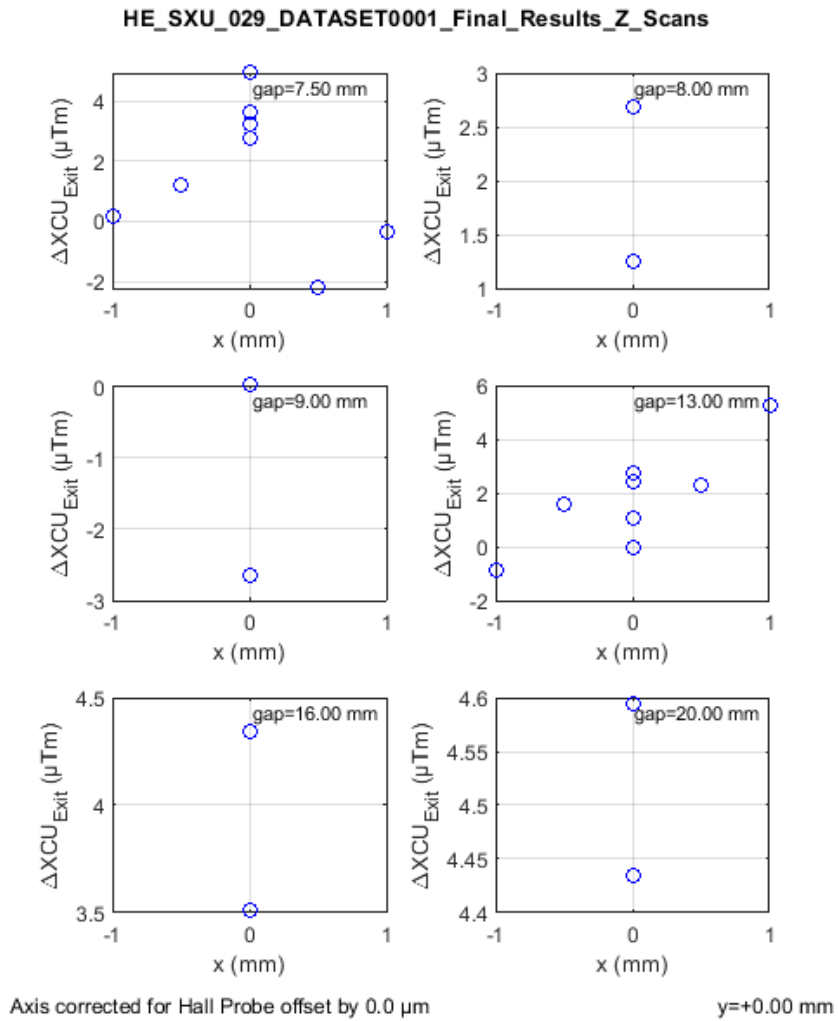 HE_SXU_029_DATASET0001_Final_Results_Z_Scans
gap=7.50 mm
4
2
0
-2
ΔXCU_Exit (µTm)
-1 0 1
x (mm)
gap=8.00 mm
3
2.5
2
1.5
1
ΔXCU_Exit (µTm)
-1 0 1
x (mm)
gap=9.00 mm
0
-1
-2
-3
ΔXCU_Exit (µTm)
-1 0 1
x (mm)
gap=13.00 mm
6
4
2
0
-2
ΔXCU_Exit (µTm)
-1 0 1
x (mm)
gap=16.00 mm
4.5
4
3.5
ΔXCU_Exit (µTm)
-1 0 1
x (mm)
gap=20.00 mm
4.6
4.55
4.5
4.45
4.4
ΔXCU_Exit (µTm)
-1 0 1
x (mm)
Axis corrected for Hall Probe offset by 0.0 µm
y=+0.00 mm